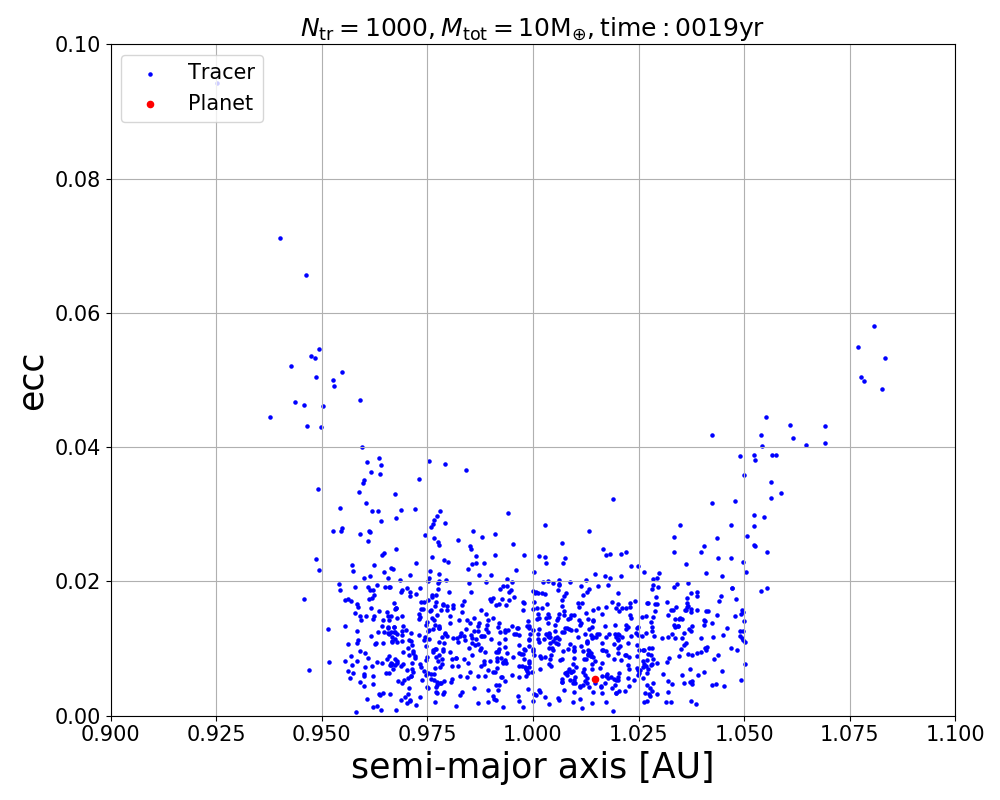 N_tr = 1000, M_tot = 10M_⊕, time : 0019yr
Tracer
Planet
0.10
0.08
0.06
0.04
0.02
0.00
ecc
0.900 0.925 0.950 0.975 1.000 1.025 1.050 1.075 1.100
semi-major axis [AU]